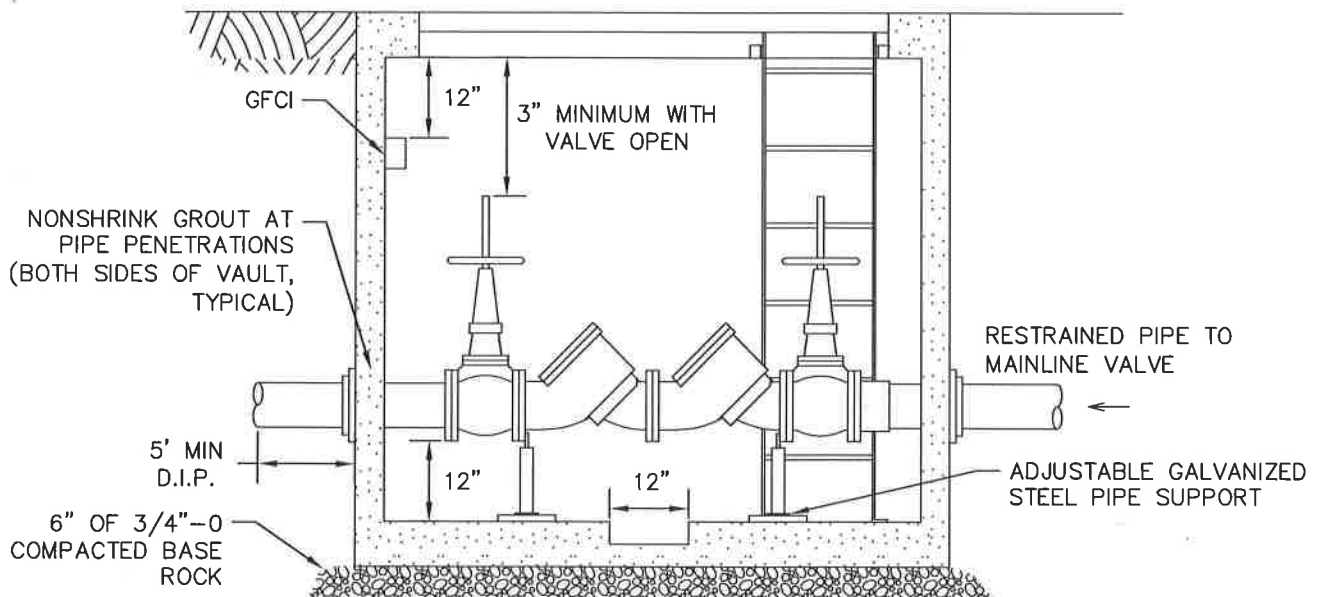 GFCI
12”
3” MINIMUM WITH
VALVE OPEN
NONSHRINK GROUT AT
PIPE PENETRATIONS
(BOTH SIDES OF VAULT,
TYPICAL)
RESTRAINED PIPE TO
MAINLINE VALVE
5' MIN
D.I.P.
12”
12”
ADJUSTABLE GALVANIZED
STEEL PIPE SUPPORT
6” OF 3/4”-0
COMPACTED BASE
ROCK